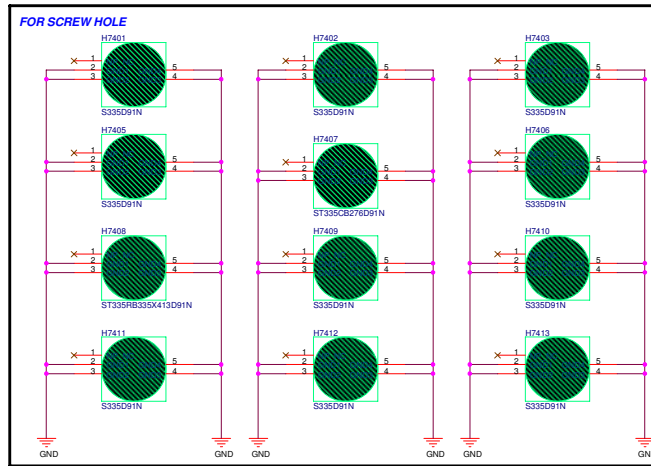 FOR SCREW HOLE
H7401 H7402 H7403
1 1 1
2 5 2 5 2 5
3 4 3 4 3 4
S335D91N S335D91N S335D91N
H7405 H7407 H7406
1 1 1
2 5 2 5 2 5
3 4 3 4 3 4
S335D91N ST335CB276D91N S335D91N
H7408 H7409 H7410
1 1 1
2 5 2 5 2 5
3 4 3 4 3 4
ST335RB335X413D91N S335D91N S335D91N
H7411 H7412 H7413
1 1 1
2 5 2 5 2 5
3 4 3 4 3 4
S335D91N S335D91N S335D91N
GND GND GND GND GND GND